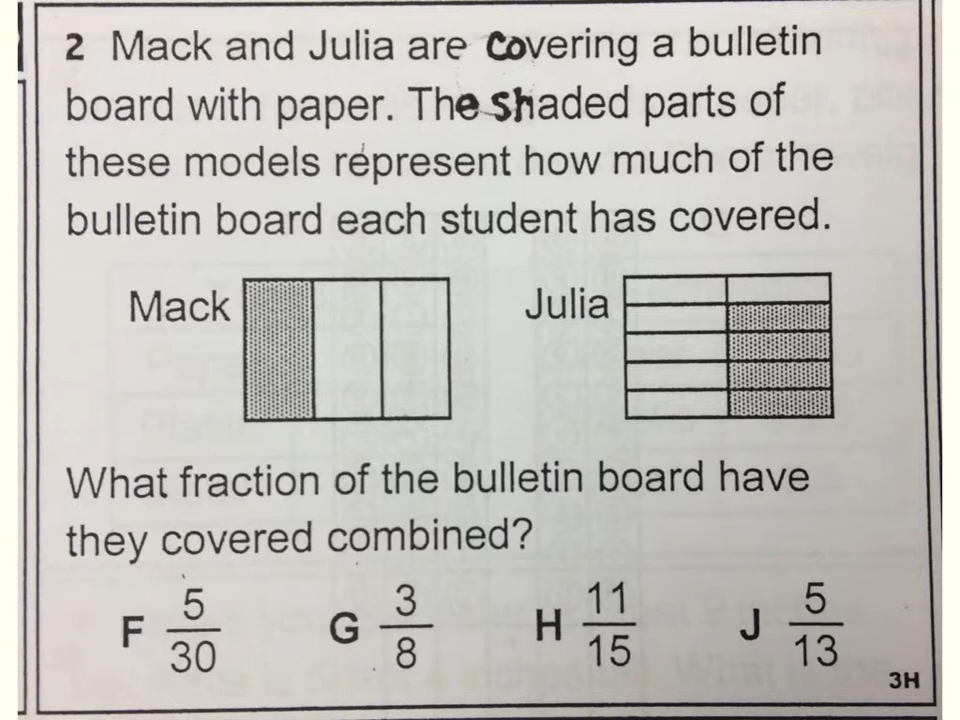 2 Mack and Julia are covering a bulletin
board with paper. The shaded parts of
these models represent how much of the
bulletin board each student has covered.
Mack
Julia
What fraction of the bulletin board have
they covered combined?
F 5/30 G 3/8 H 11/15 J 5/13
3H